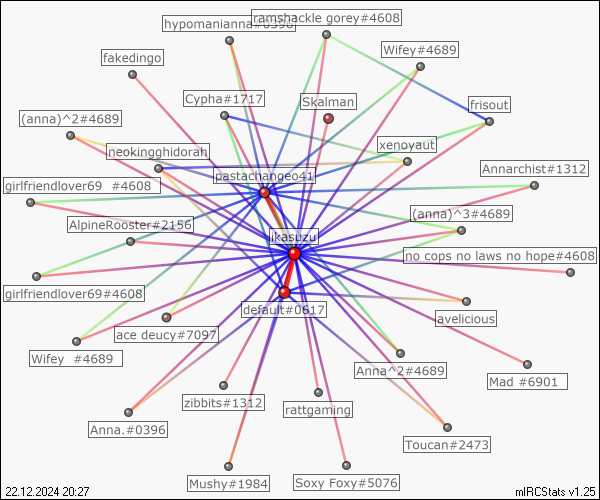 hypomanianna#0396
ramshackle gorey#4608
Wifey#4689
fakedingo
Cypha#1717
Skalman
frisout
(anna)^2#4689
xenoyaut
neokingghidorah
pastachangeo41
Annarchist#1312
girlfriendlover69 #4608
(anna)^3#4689
AlpineRooster#2156
ikasuzu
no cops no laws no hope#4608
girlfriendlover69#4608
default#0617
avelicious
ace deucy#7097
Wifey #4689
Anna^2#4689
Mad #6901
zibbits#1312
rattgaming
Anna.#0396
Toucan#2473
Mushy#1984
Soxy Foxy#5076
22.12.2024 20:27
mIRCStats v1.25